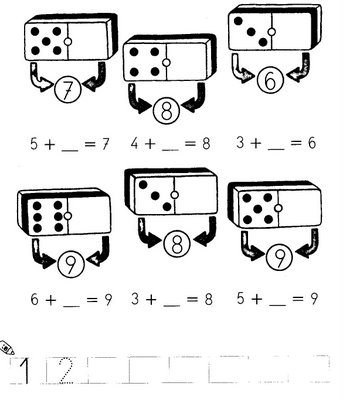 7 8 6
5 + __ = 7 4 + __ = 8 3 + __ = 6
9 8 9
6 + __ = 9 3 + __ = 8 5 + __ = 9
1 2